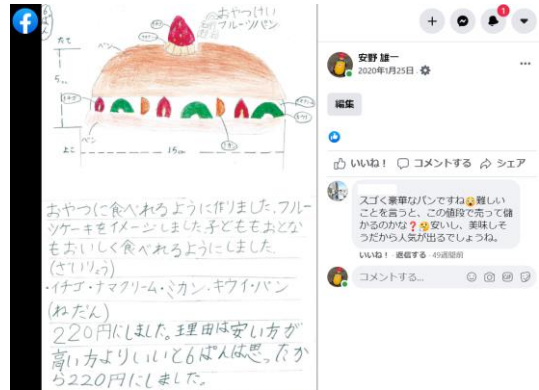 6ぱん
おやつけい
フルーツパン
たて
パン
5cm
パン
よこ
15cm
おやつに食べれるように作りました。フルー
ツケーキをイメージしました子どももおとな
もおいしく食べれるようにしました。
(ざいりょう)
・イチゴ・ナマクリーム・ミカン・キウイ・パン
(ねだん)
220円にしました。理由は安い方が
高い方よりいいと6ぱんは思ったか
ら220円にしました。
1
安野 雄一
2020年1月25日
編集
いいね！ コメントする シェア
スゴく豪華なパンですね😩難しい
ことを言うと、この値段で売って儲
かるのかな❓🤔安いし、美味しそ
うだから人気が出るでしょうね。
いいね！・返信する・49週間前
コメントする...